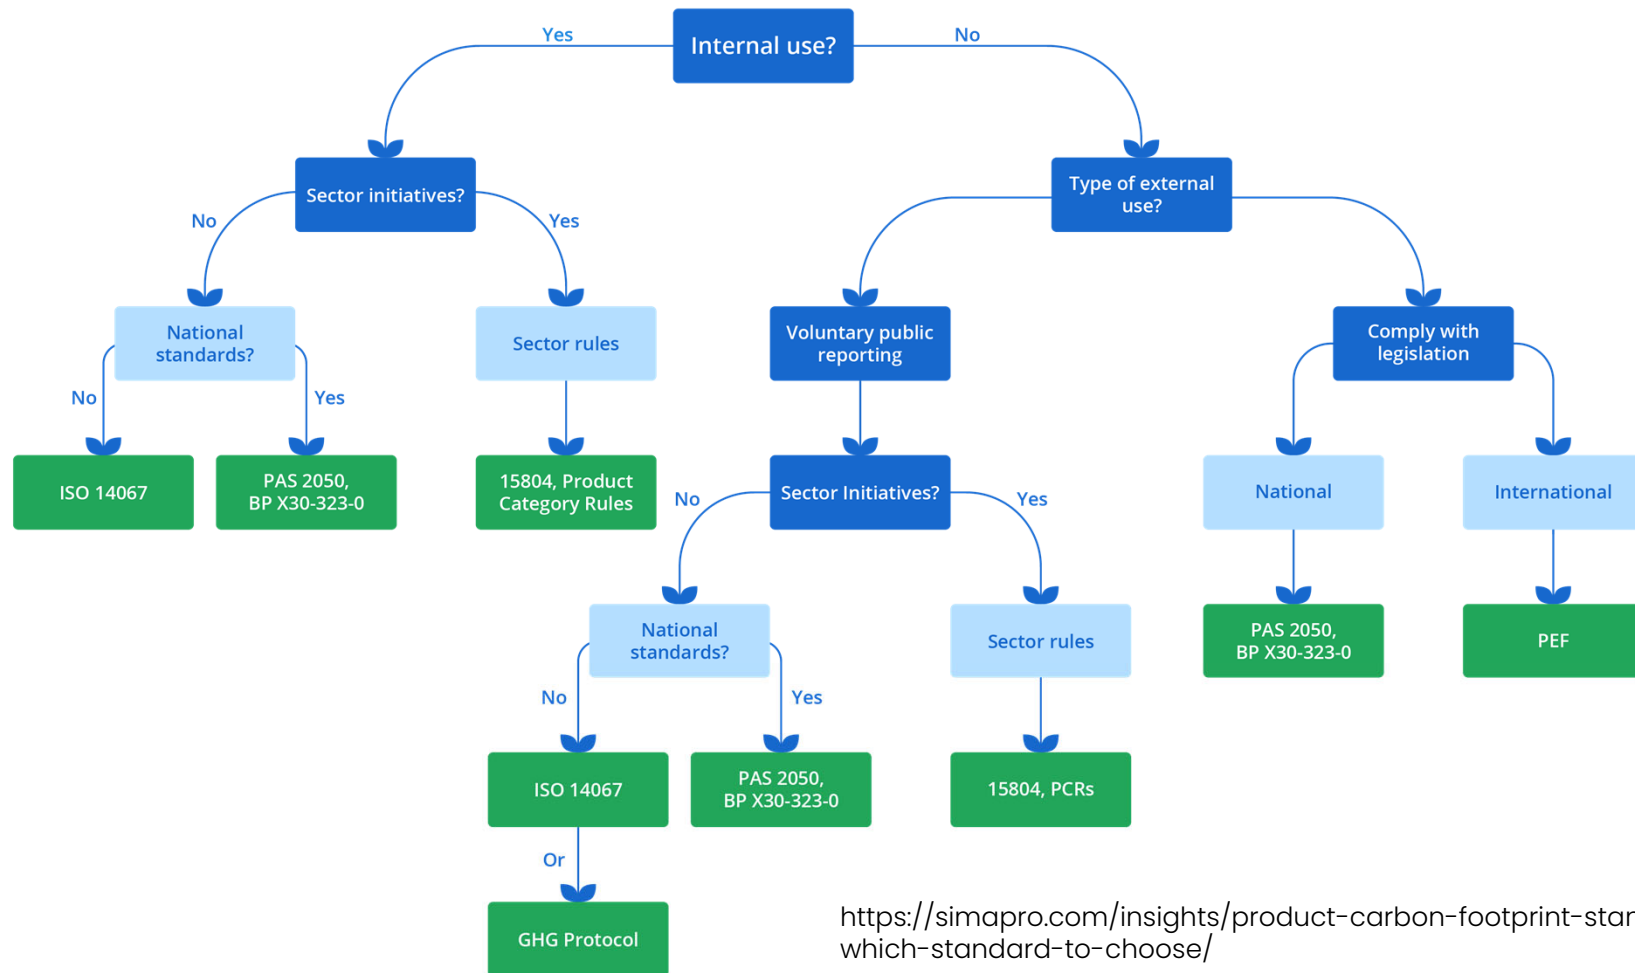 Internal use?
Yes
No
Sector initiatives?
Type of external
use?
No
Yes
National
standards?
Sector rules
Voluntary public
reporting
Comply with
legislation
No
Yes
ISO 14067
PAS 2050,
BP X30-323-0
15804, Product
Category Rules
Sector Initiatives?
National
International
No
Yes
National
standards?
Sector rules
PAS 2050,
BP X30-323-0
PEF
No
Yes
ISO 14067
PAS 2050,
BP X30-323-0
15804, PCRs
Or
GHG Protocol
https://simapro.com/insights/product-carbon-footprint-stan
which-standard-to-choose/